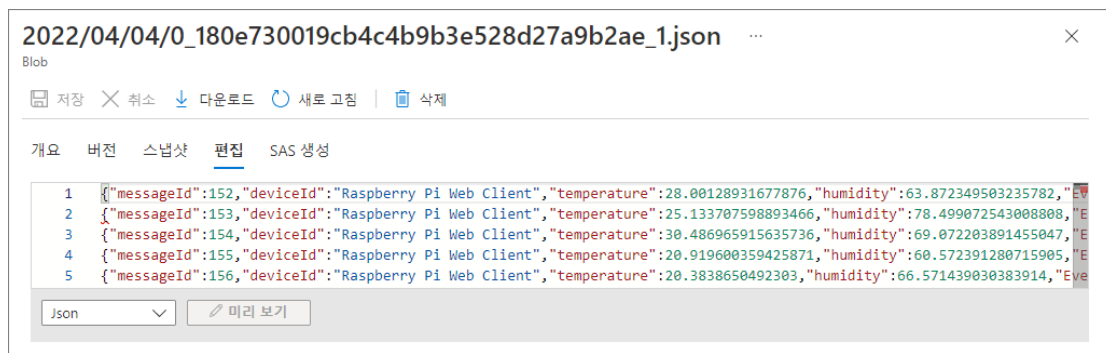 2022/04/04/0_180e730019cb4c4b9b3e528d27a9b2ae_1.json ...
Blob
저장 취소 다운로드 새로 고침 삭제
개요 버전 스냅샷 편집 SAS 생성
1 {"messageId":152,"deviceId":"Raspberry Pi Web Client","temperature":28.00128931677876,"humidity":63.872349503235782,"Ev
2 {"messageId":153,"deviceId":"Raspberry Pi Web Client","temperature":25.133707598893466,"humidity":78.499072543008808,"E
3 {"messageId":154,"deviceId":"Raspberry Pi Web Client","temperature":30.486965915635736,"humidity":69.072203891455047,"E
4 {"messageId":155,"deviceId":"Raspberry Pi Web Client","temperature":20.919600359425871,"humidity":60.572391280715905,"E
5 {"messageId":156,"deviceId":"Raspberry Pi Web Client","temperature":20.3838650492303,"humidity":66.571439030383914,"Eve
Json 미리 보기